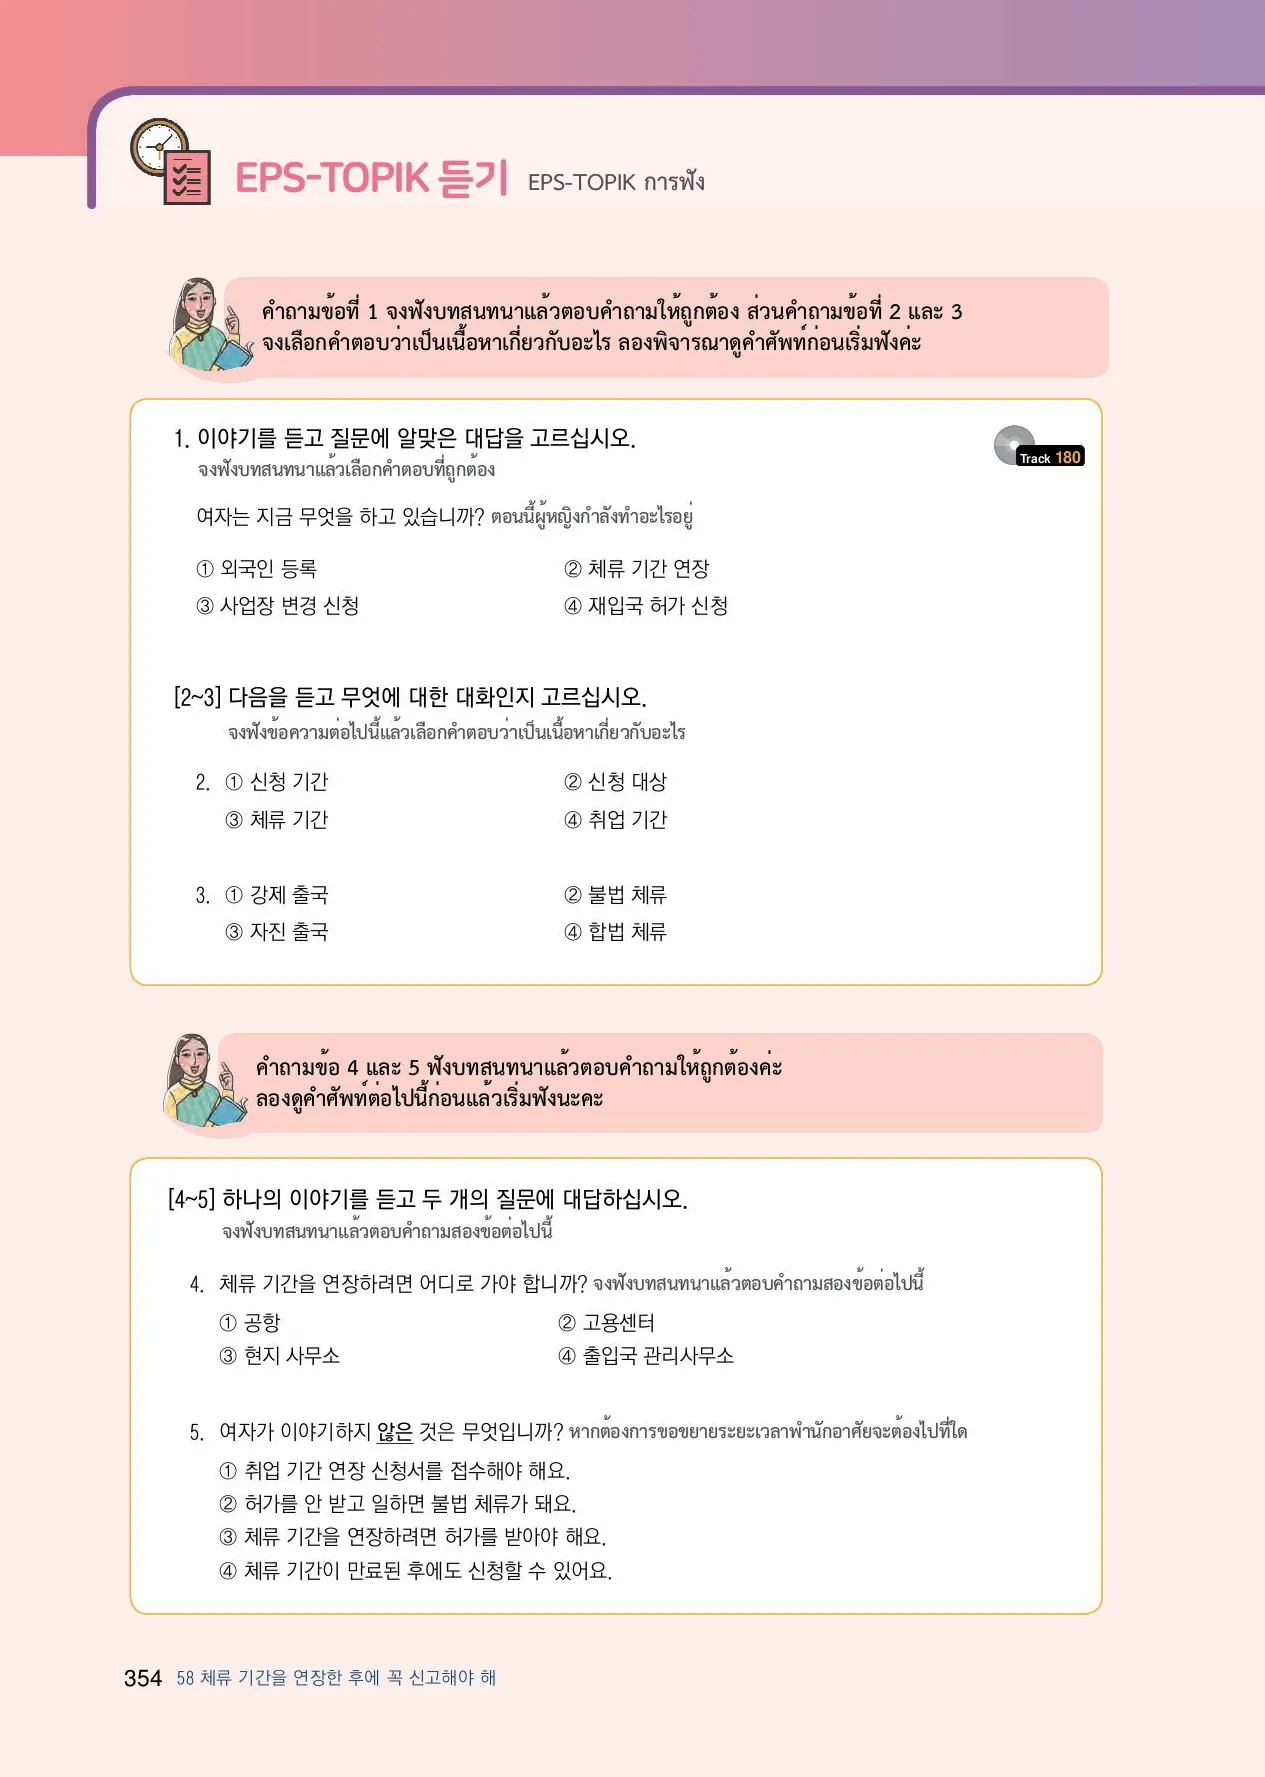 EPS-TOPIK 듣기 EPS-TOPIK การฟัง
คำถามข้อที่ 1 จงฟังบทสนทนาแล้วตอบคำถามให้ถูกต้อง ส่วนคำถามข้อที่ 2 และ 3
จงเลือกคำตอบว่าเป็นเนื้อหาเกี่ยวกับอะไร ลองพิจารณาดูคำศัพท์ก่อนเริ่มฟังค่ะ
1. 이야기를 듣고 질문에 알맞은 대답을 고르십시오.
Track 180
จงฟังบทสนทนาแล้วเลือกคำตอบที่ถูกต้อง
여자는 지금 무엇을 하고 있습니까? ตอนนี้ผู้หญิงกำลังทำอะไรอยู่
① 외국인 등록 ② 체류 기간 연장
③ 사업장 변경 신청 ④ 재입국 허가 신청
[2~3] 다음을 듣고 무엇에 대한 대화인지 고르십시오.
จงฟังข้อความต่อไปนี้แล้วเลือกคำตอบว่าเป็นเนื้อหาเกี่ยวกับอะไร
2. ① 신청 기간 ② 신청 대상
③ 체류 기간 ④ 취업 기간
3. ① 강제 출국 ② 불법 체류
③ 자진 출국 ④ 합법 체류
คำถามข้อ 4 และ 5 ฟังบทสนทนาแล้วตอบคำถามให้ถูกต้องค่ะ
ลองดูคำศัพท์ต่อไปนี้ก่อนแล้วเริ่มฟังนะคะ
[4~5] 하나의 이야기를 듣고 두 개의 질문에 대답하십시오.
จงฟังบทสนทนาแล้วตอบคำถามสองข้อต่อไปนี้
4. 체류 기간을 연장하려면 어디로 가야 합니까? จงฟังบทสนทนาแล้วตอบคำถามสองข้อต่อไปนี้
① 공항 ② 고용센터
③ 현지 사무소 ④ 출입국 관리사무소
5. 여자가 이야기하지 않은 것은 무엇입니까? หากต้องการขอขยายระยะเวลาพำนักอาศัยจะต้องไปที่ใด
① 취업 기간 연장 신청서를 접수해야 해요.
② 허가를 안 받고 일하면 불법 체류가 돼요.
③ 체류 기간을 연장하려면 허가를 받아야 해요.
④ 체류 기간이 만료된 후에도 신청할 수 있어요.
354 58 체류 기간을 연장한 후에 꼭 신고해야 해